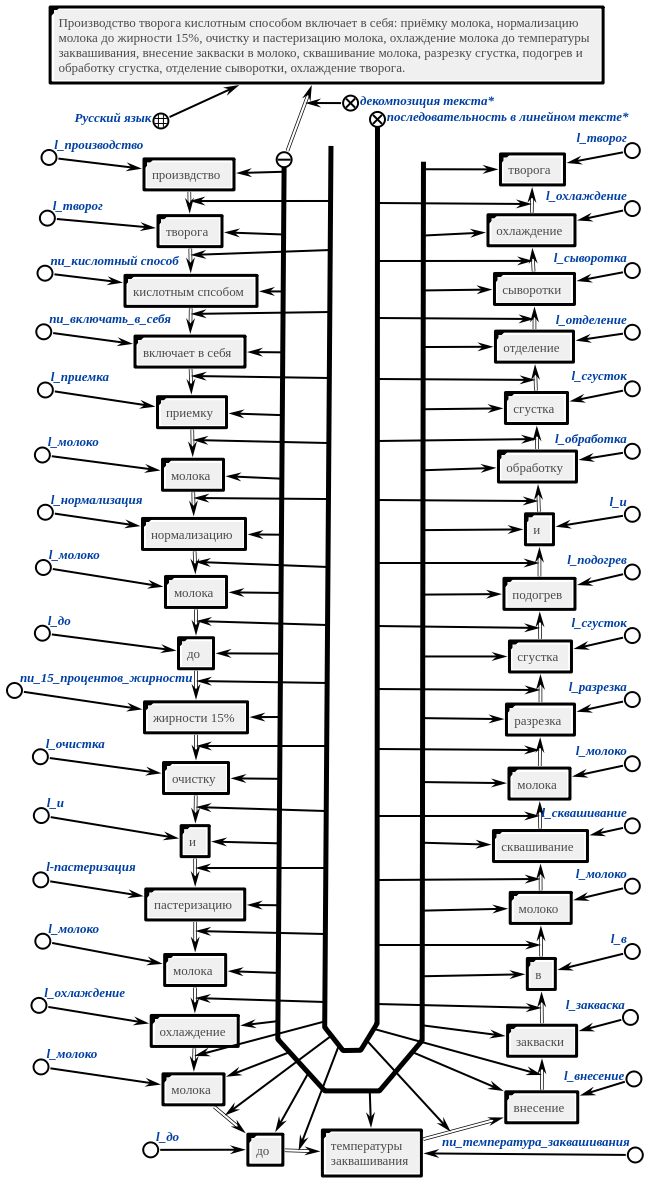 Производство творога кислотным способом включает в себя: приёмку молока, нормализацию
молока до жирности 15%, очистку и пастеризацию молока, охлаждение молока до температуры
заквашивания, внесение закваски в молоко, сквашивание молока, разрезку сгустка, подогрев и
обработку сгустка, отделение сыворотки, охлаждение творога.
декомпозиция текста*
Русский язык
последовательность в линейном тексте*
l_производство
произвдство
l_творог
творога
пи_кислотный способ
кислотным спсобом
пи_включать_в_себя
включает в себя
l_приемка
приемку
l_молоко
молока
l_нормализация
нормализацию
l_молоко
молока
l_до
до
пи_15_процентов_жирности
жирности 15%
l_очистка
очистку
l_и
и
l-пастеризация
пастеризацию
l_молоко
молока
l_охлаждение
охлаждение
l_молоко
молока
l_до
до
температуры
заквашивания
пи_температура_заквашивания
l_внесение
внесение
l_закваска
закваски
l_в
в
l_молоко
молоко
l_сквашивание
сквашивание
l_молоко
молока
l_разрезка
разрезка
l_сгусток
сгустка
l_подогрев
подогрев
l_и
и
l_обработка
обработку
l_сгусток
сгустка
l_отделение
отделение
l_сыворотка
сыворотки
l_охлаждение
охлаждение
l_творог
творога